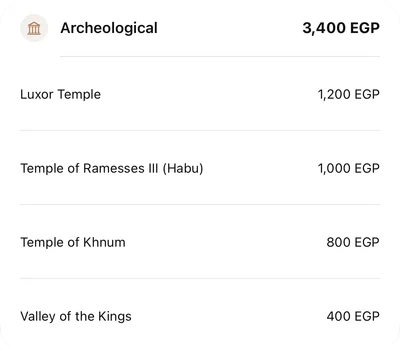 Archeological 3,400 EGP
Luxor Temple 1,200 EGP
Temple of Ramesses III (Habu) 1,000 EGP
Temple of Khnum 800 EGP
Valley of the Kings 400 EGP